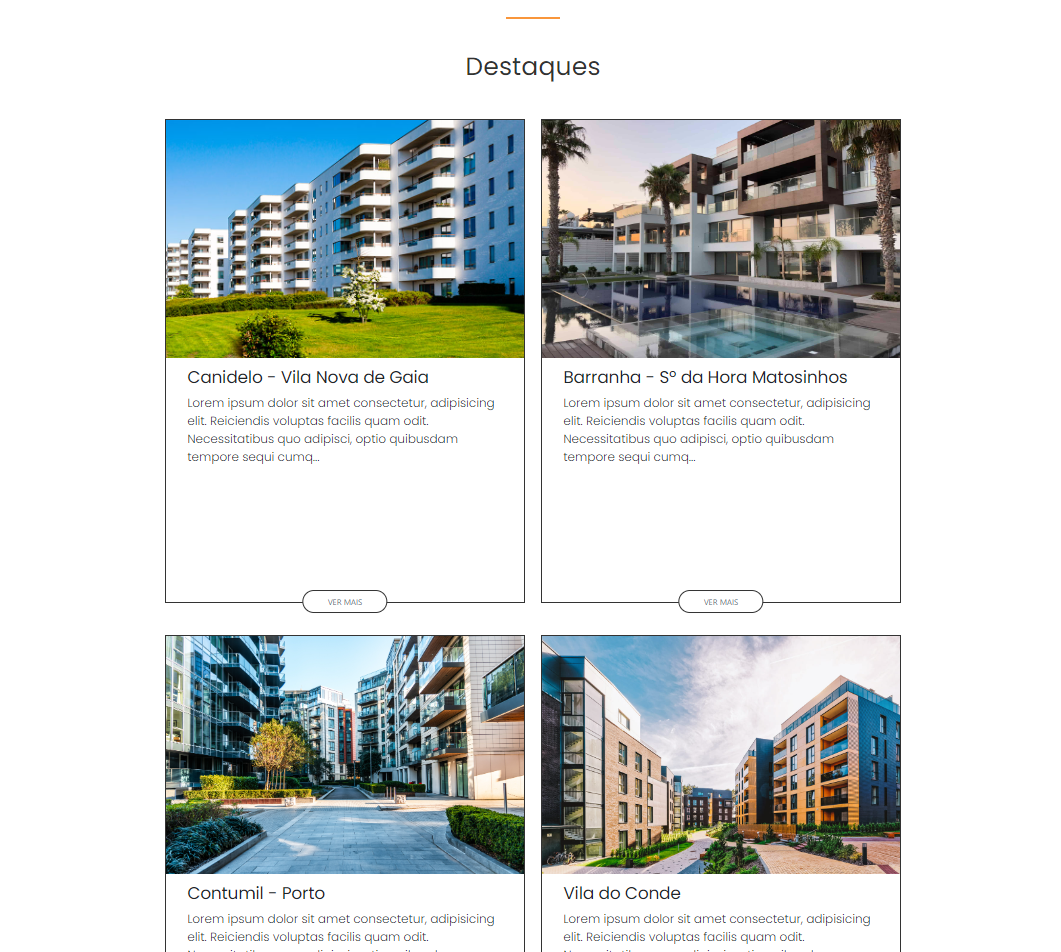 Destaques
Canidelo - Vila Nova de Gaia
Lorem ipsum dolor sit amet consectetur, adipisicing
elit. Reiciendis voluptas facilis quam odit.
Necessitatibus quo adipisci, optio quibusdam
tempore sequi cumq...
VER MAIS
Barranha - Sº da Hora Matosinhos
Lorem ipsum dolor sit amet consectetur, adipisicing
elit. Reiciendis voluptas facilis quam odit.
Necessitatibus quo adipisci, optio quibusdam
tempore sequi cumq...
VER MAIS
Contumil - Porto
Lorem ipsum dolor sit amet consectetur, adipisicing
elit. Reiciendis voluptas facilis quam odit.
Vila do Conde
Lorem ipsum dolor sit amet consectetur, adipisicing
elit. Reiciendis voluptas facilis quam odit.